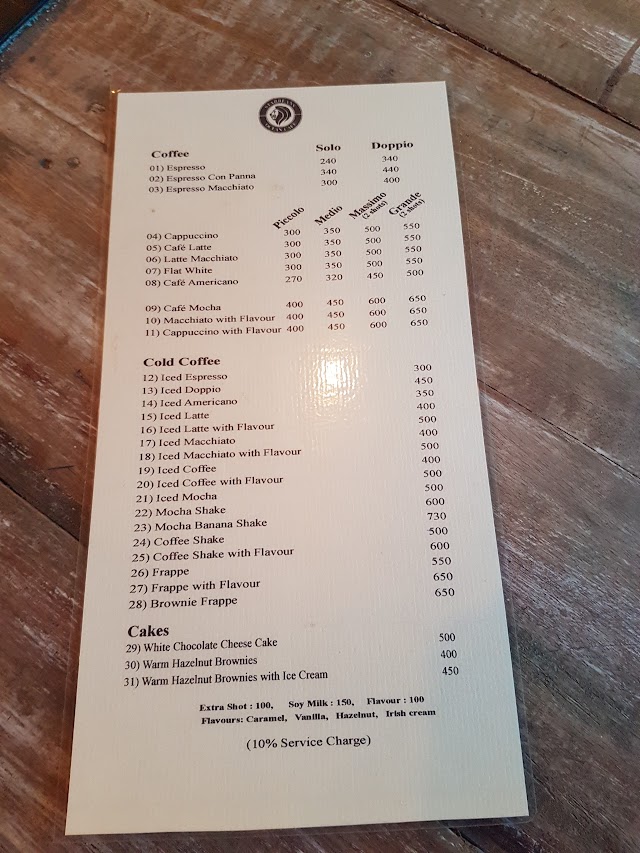 Coffee Solo Doppio
01) Espresso 240 340
02) Espresso Con Panna 340 440
03) Espresso Macchiato 300 400
Piccolo Medio Massimo (2 shots) Grande (2 shots)
04) Cappuccino 300 350 500 550
05) Café Latte 300 350 500 550
06) Latte Macchiato 300 350 500 550
07) Flat White 300 350 500 550
08) Café Americano 270 320 450 500
09) Café Mocha 400 450 600 650
10) Macchiato with Flavour 400 450 600 650
11) Cappuccino with Flavour 400 450 600 650
Cold Coffee
12) Iced Espresso 300
13) Iced Doppio 450
14) Iced Americano 350
15) Iced Latte 400
16) Iced Latte with Flavour 500
17) Iced Macchiato 400
18) Iced Macchiato with Flavour 500
19) Iced Coffee 400
20) Iced Coffee with Flavour 500
21) Iced Mocha 500
22) Mocha Shake 600
23) Mocha Banana Shake 730
24) Coffee Shake 500
25) Coffee Shake with Flavour 600
26) Frappe 550
27) Frappe with Flavour 650
28) Brownie Frappe 650
Cakes
29) White Chocolate Cheese Cake 500
30) Warm Hazelnut Brownies 400
31) Warm Hazelnut Brownies with Ice Cream 450
Extra Shot : 100, Soy Milk : 150, Flavour : 100
Flavours: Caramel, Vanilla, Hazelnut, Irish cream
(10% Service Charge)